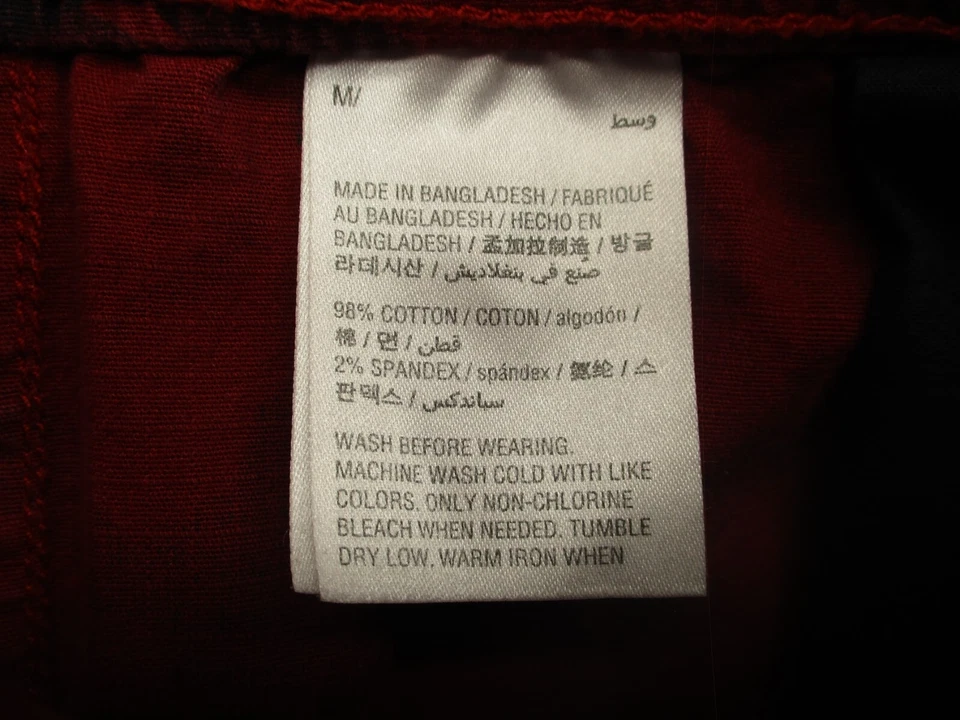 M/
وسط
MADE IN BANGLADESH / FABRIQUÉ
AU BANGLADESH / HECHO EN
BANGLADESH / 孟加拉制造 / 방글
라데시산 / صنع في بنغلاديش
98% COTTON / COTON / algodón /
棉 / 면 / قطن
2% SPANDEX / spándex / 氨纶 / 스
판덱스 / سباندكس
WASH BEFORE WEARING.
MACHINE WASH COLD WITH LIKE
COLORS. ONLY NON-CHLORINE
BLEACH WHEN NEEDED. TUMBLE
DRY LOW. WARM IRON WHEN